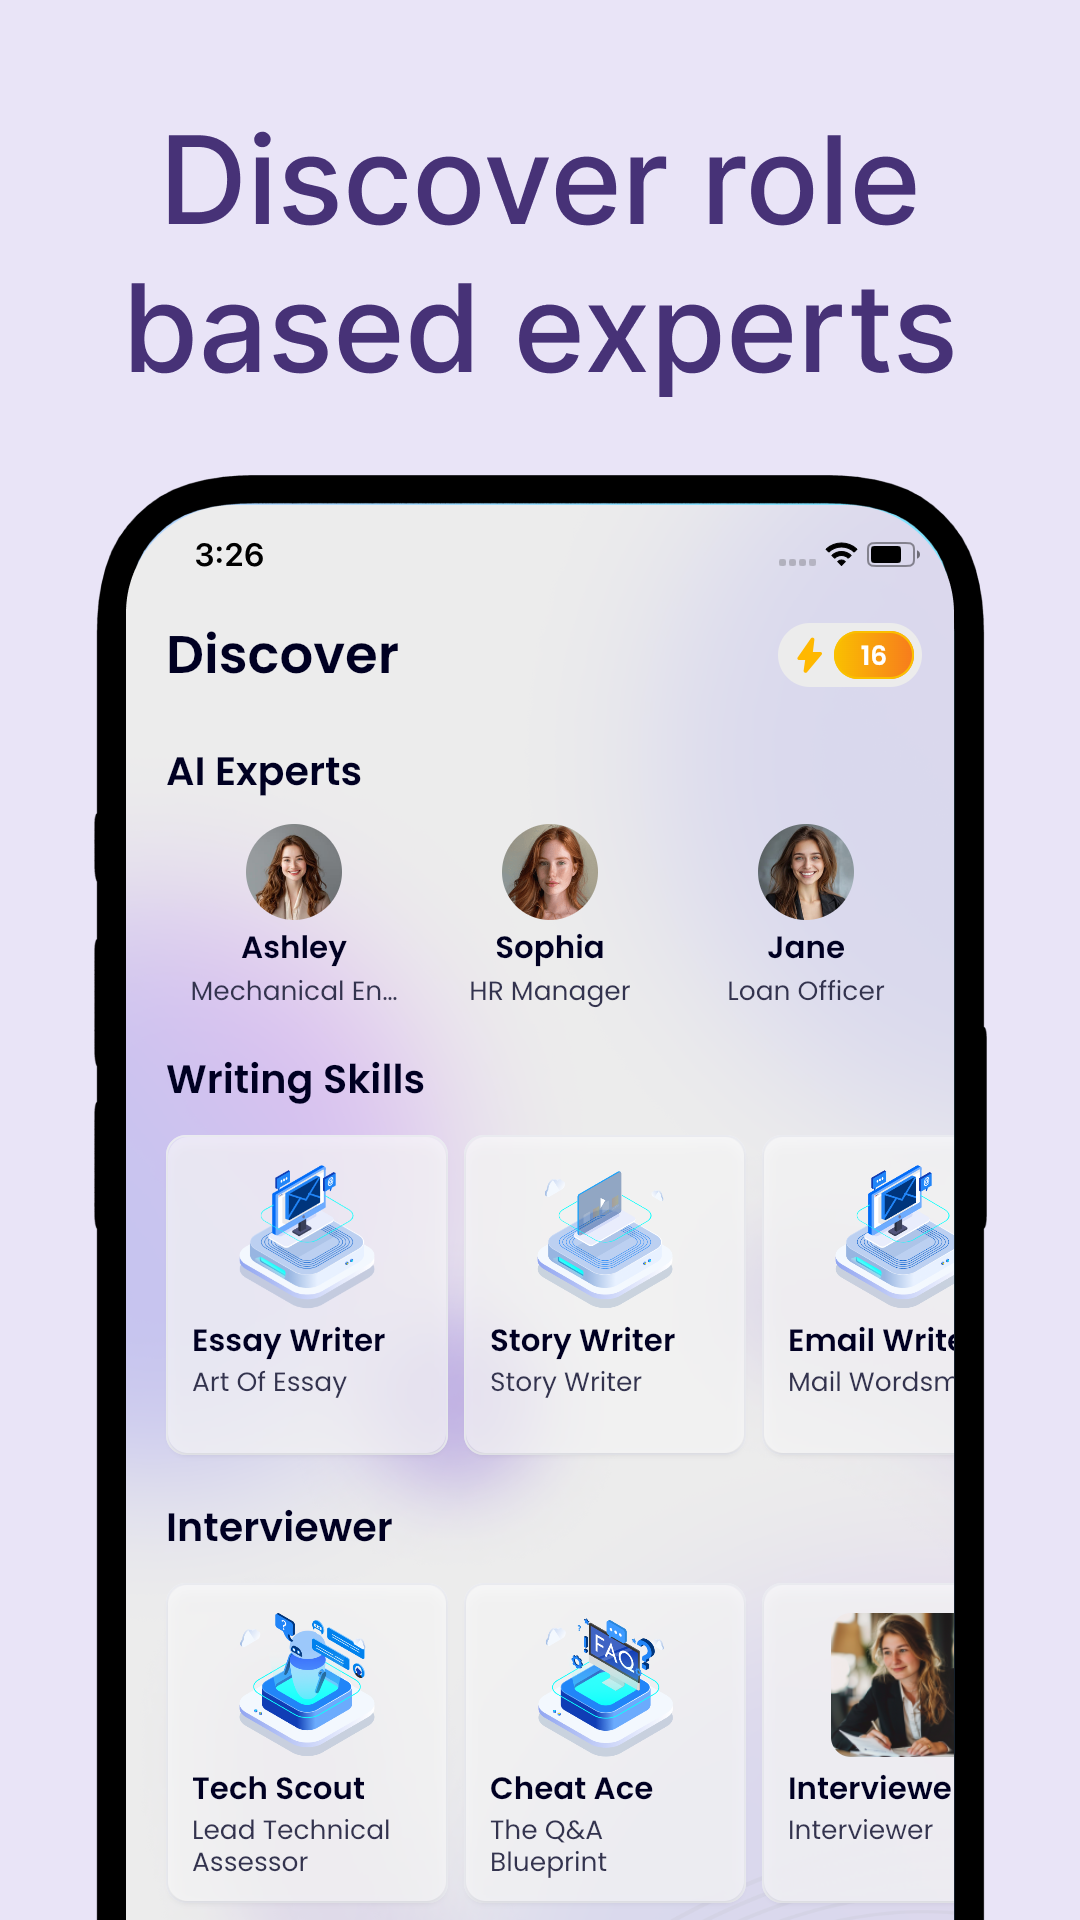 Discover role
based experts
3:26
Discover
16
AI Experts
Ashley
Sophia
Jane
Mechanical En...
HR Manager
Loan Officer
Writing Skills
Essay Writer
Story Writer
Email Write
Art Of Essay
Story Writer
Mail Wordsm
Interviewer
FAQ
Tech Scout
Cheat Ace
Interviewe
Lead Technical
Assessor
The Q&A
Blueprint
Interviewer